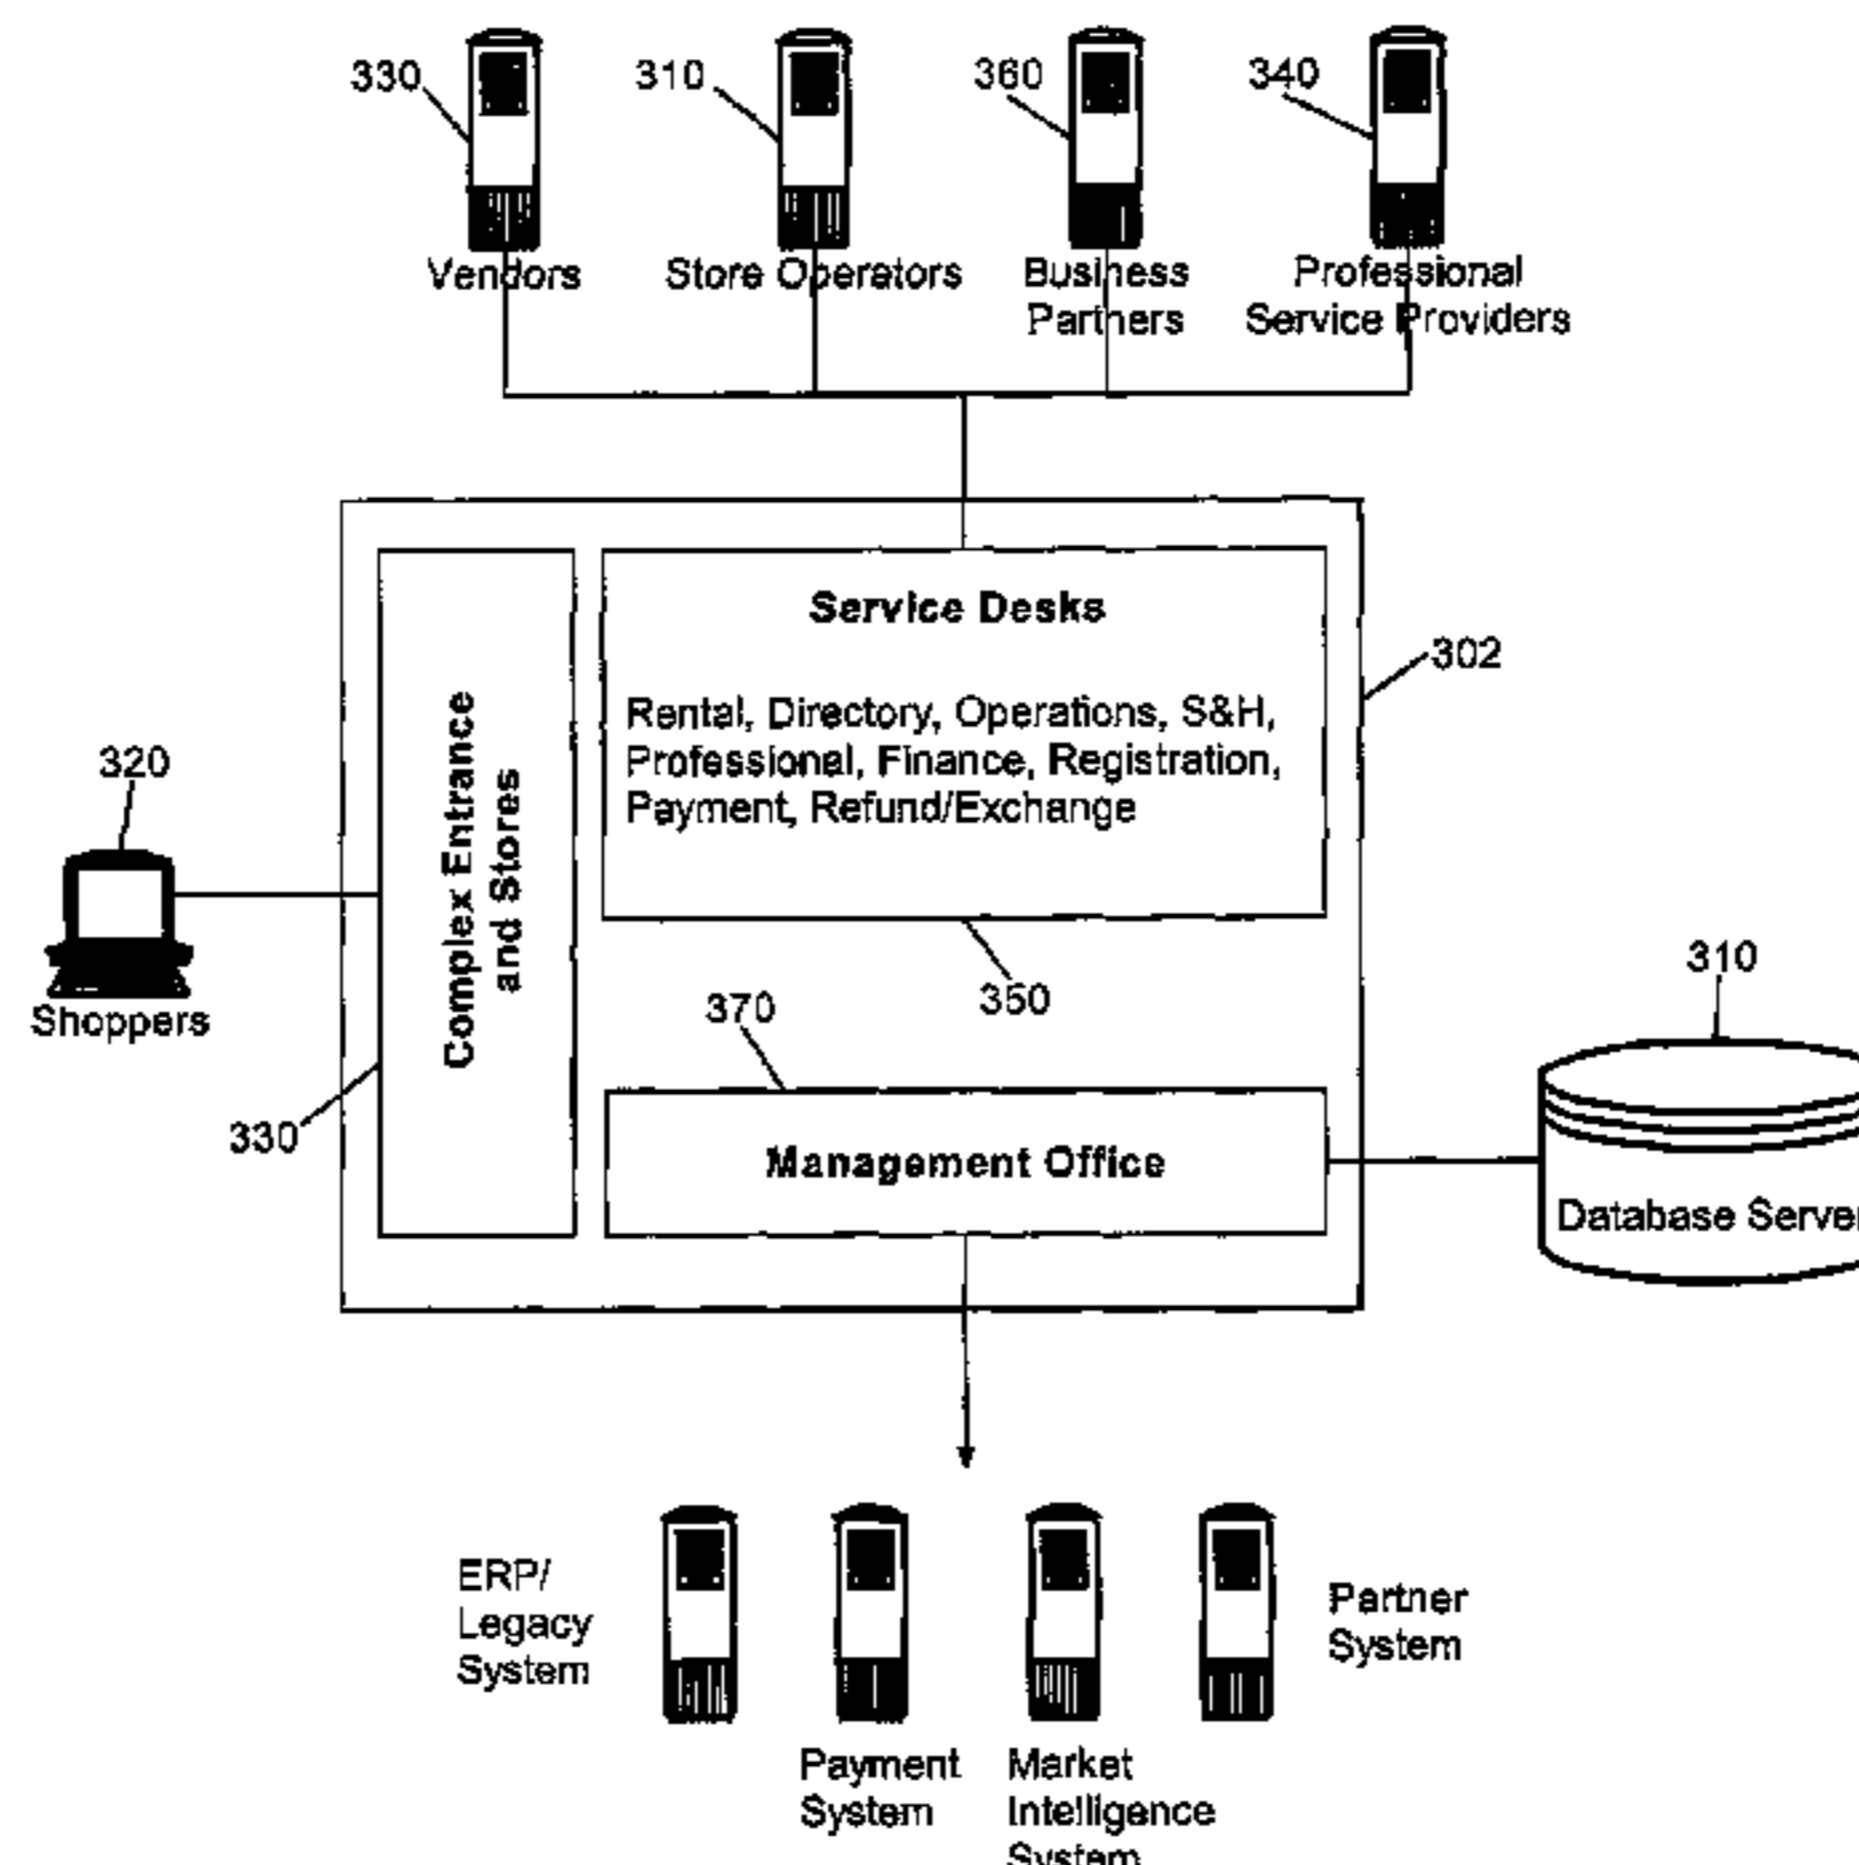 330
310
360
340
Vendors
Store Operators
Business
Partners
Professional
Service Providers
Service Desks
302
Rental, Directory, Operations, S&H,
Professional, Finance, Registration,
Payment, Refund/Exchange
320
Complex Entrance
and Stores
Shoppers
350
370
310
330
Management Office
Database Server
ERP/
Legacy
System
Partner
System
Payment
System
Market
Intelligence
System